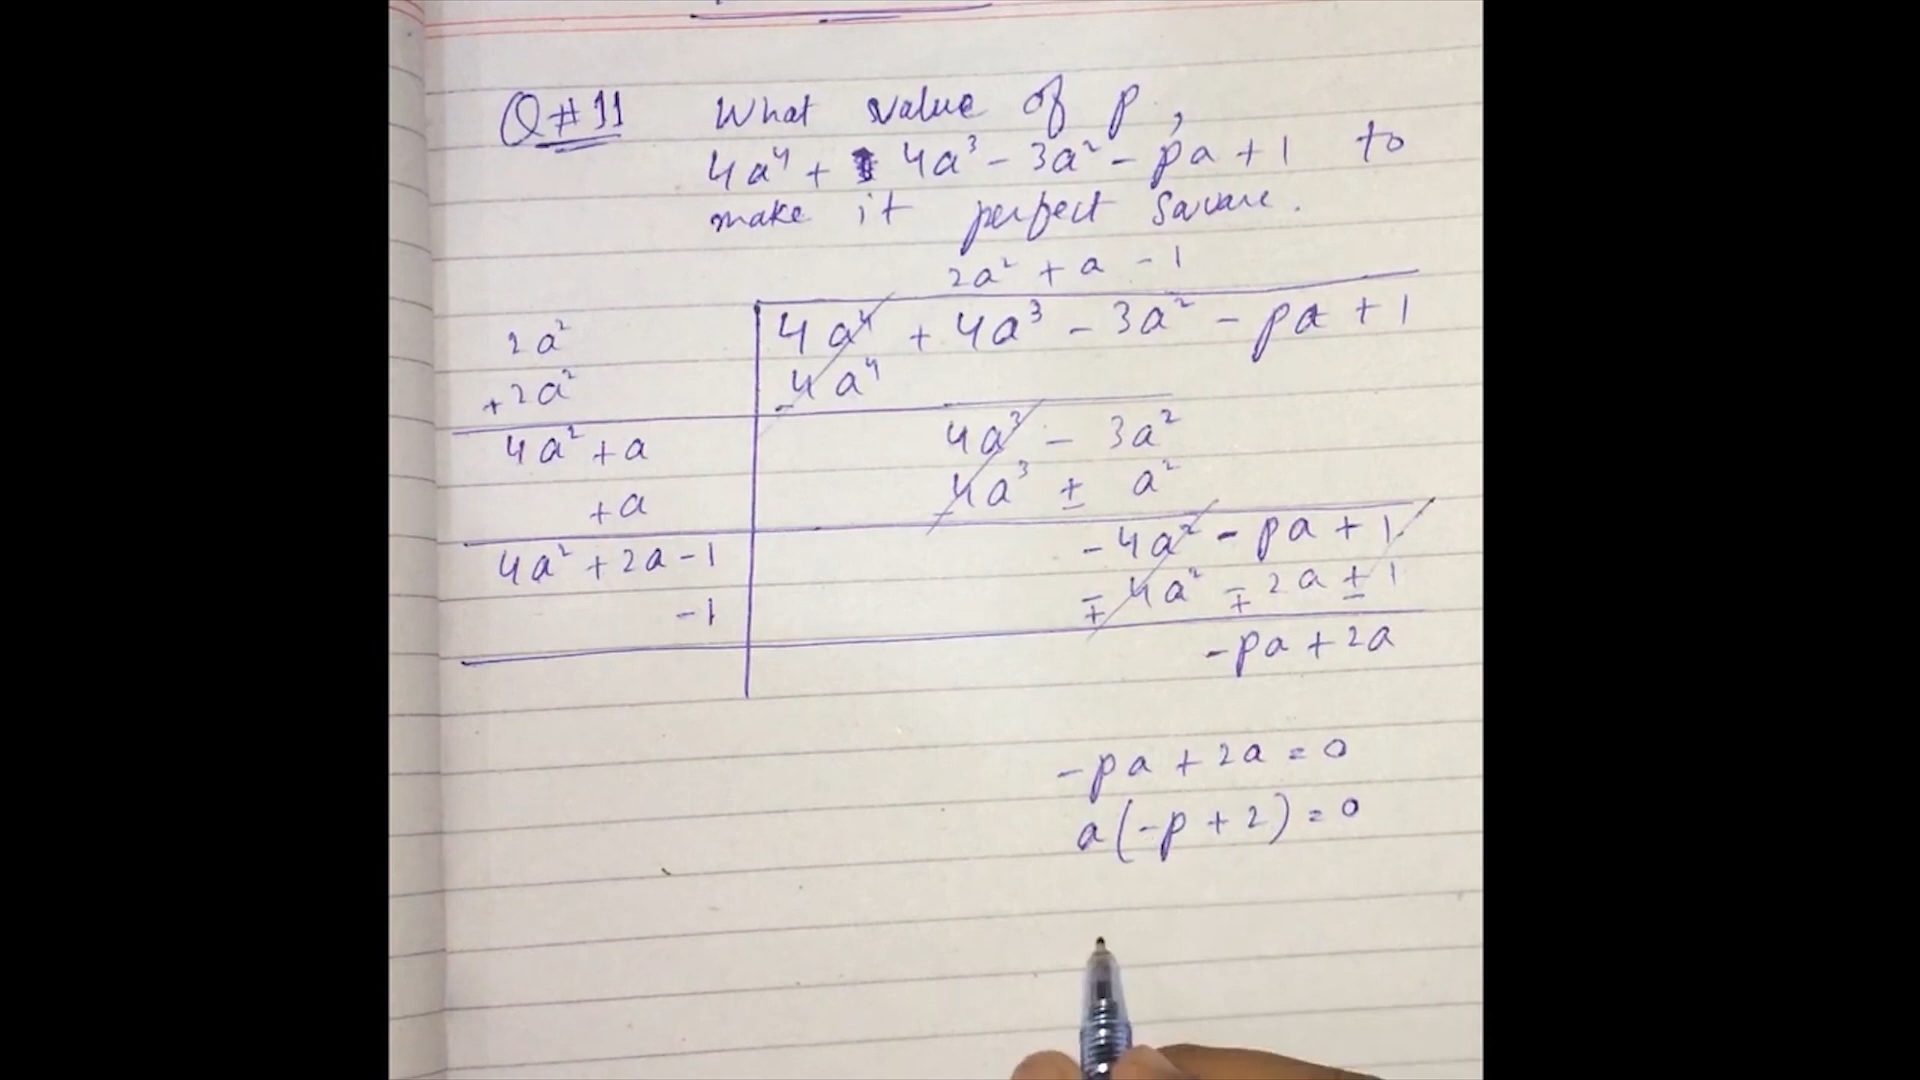 Q#11 What value of p,
4a⁴ + 4a³ - 3a² - pa + 1 to
make it perfect Square.
2a² + a - 1
2a² 4a⁴ + 4a³ - 3a² - pa + 1
+2a² -4a⁴
4a² + a 4a³ - 3a²
+a -4a³ ± a²
4a² + 2a - 1 -4a² - pa + 1
-1 ∓4a² ∓ 2a ± 1
-pa + 2a
-pa + 2a = 0
a(-p + 2) = 0